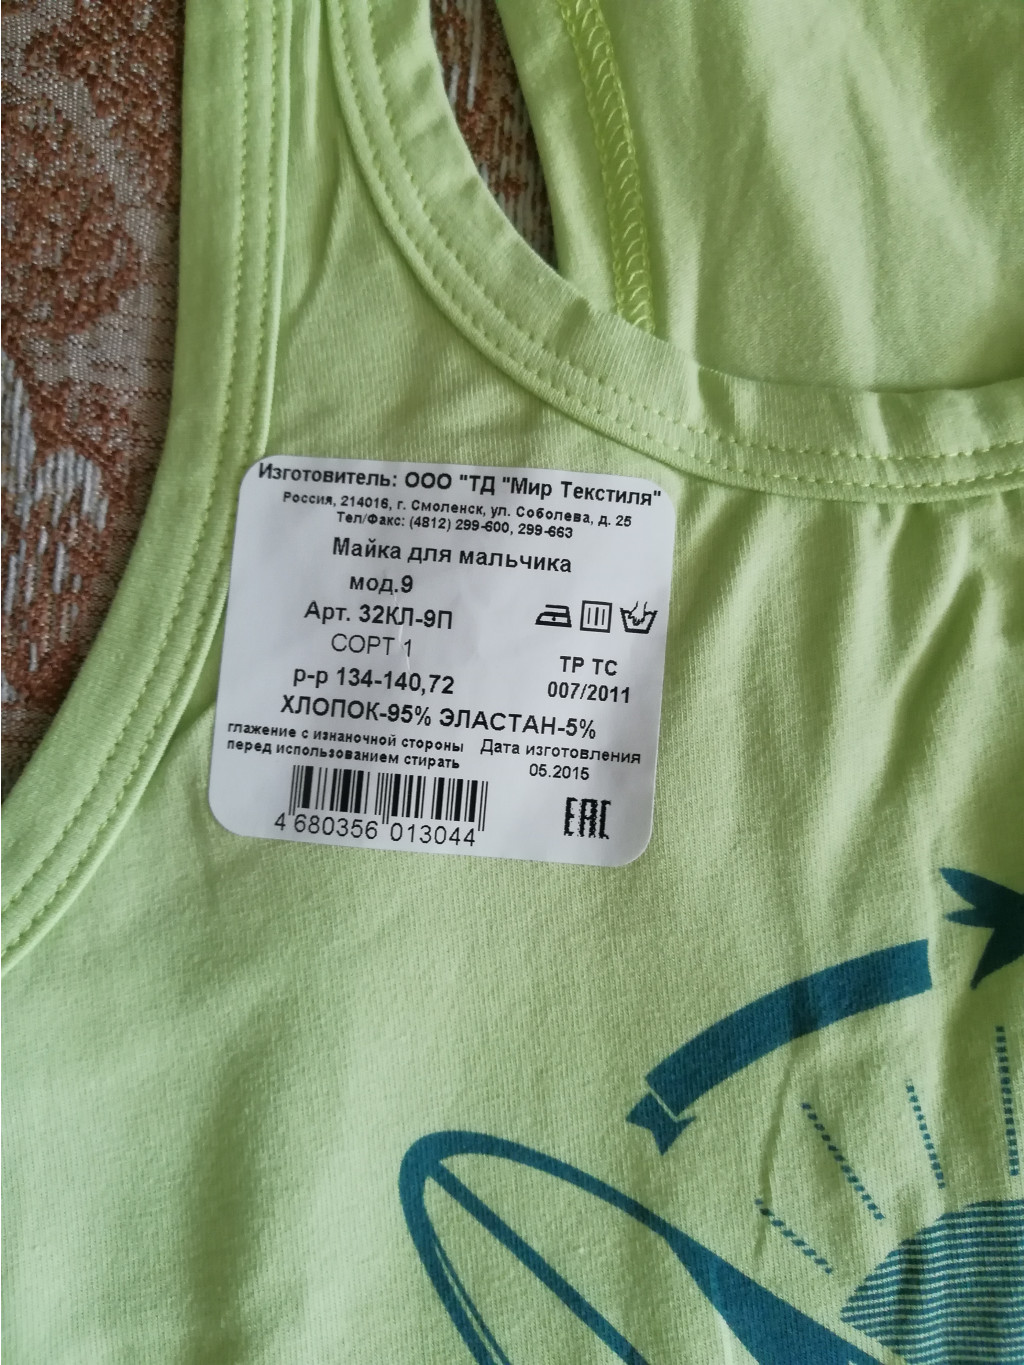 Изготовитель: ООО "ТД "Мир Текстиля"
Россия, 214016, г. Смоленск, ул. Соболева, д. 25
Тел/Факс: (4812) 299-600, 299-663
Майка для мальчика
мод.9
Арт. 32КЛ-9П
СОРТ 1
р-р 134-140,72
ТР ТС
007/2011
ХЛОПОК-95% ЭЛАСТАН-5%
глажение с изнаночной стороны
перед использованием стирать
Дата изготовления
05.2015
4 680356 013044
ЕАС